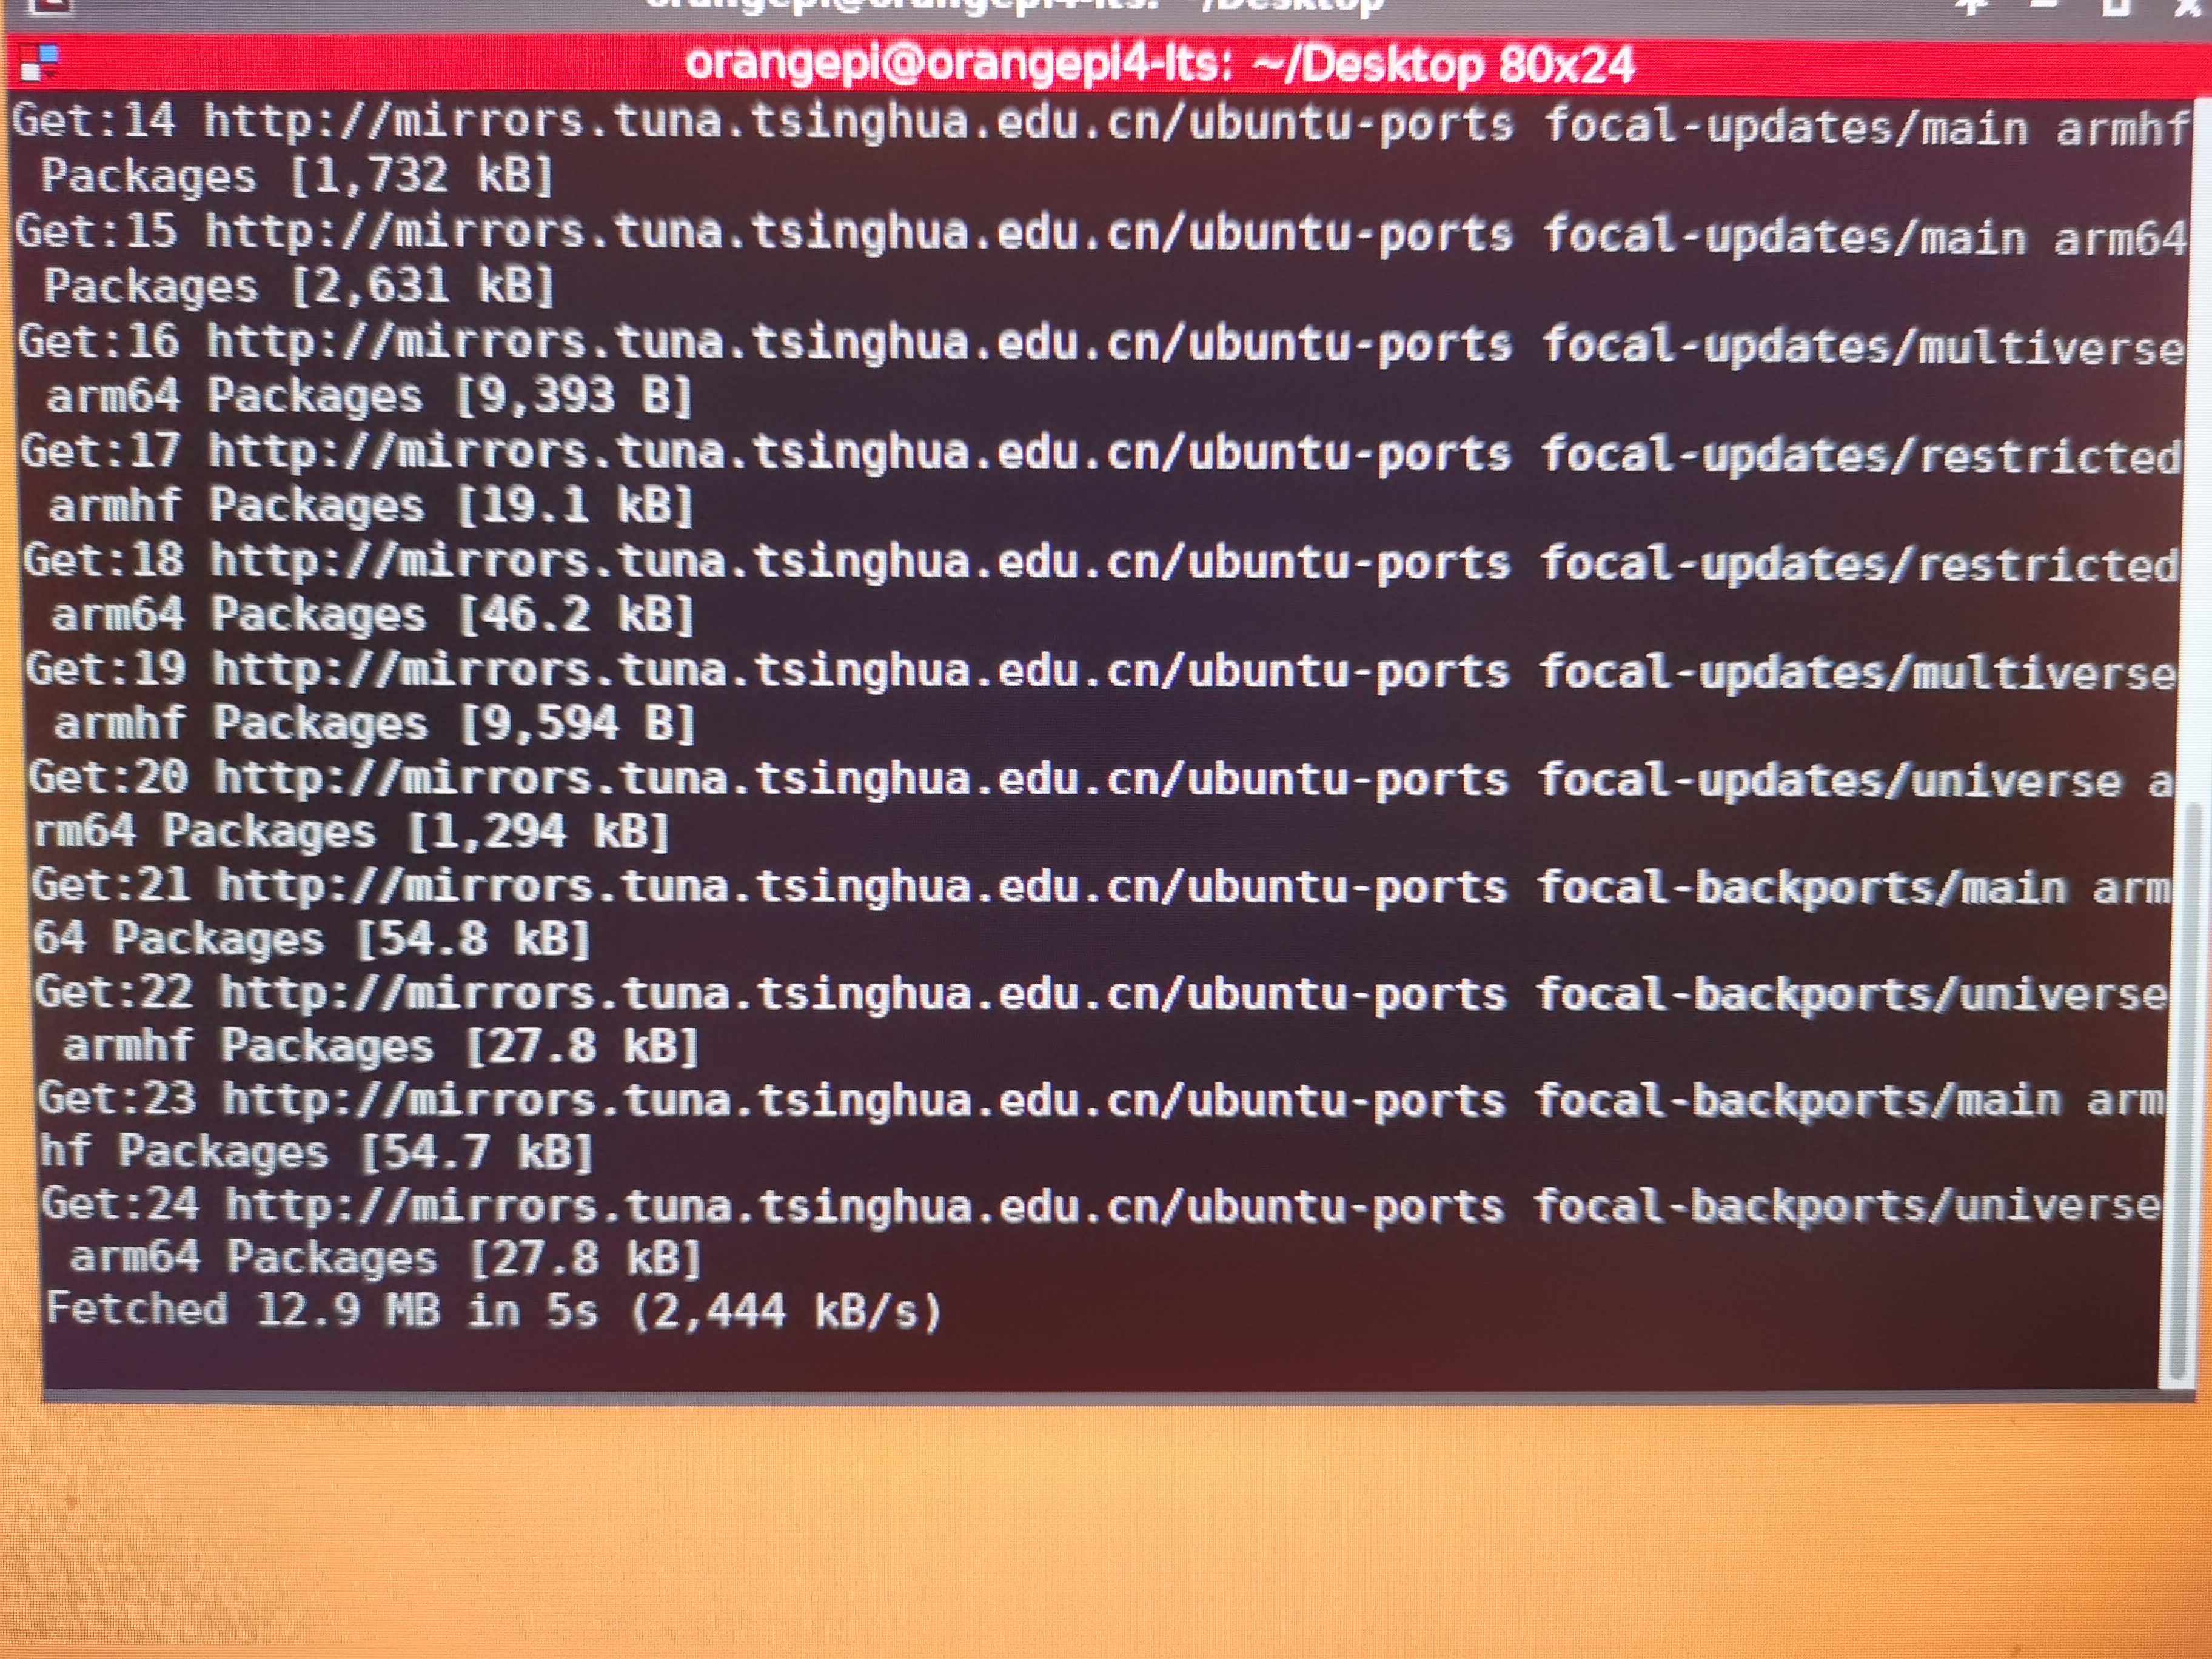 orangepi@orangepi4-lts: ~/Desktop
orangepi@orangepi4-lts: ~/Desktop 80x24
Get:14 http://mirrors.tuna.tsinghua.edu.cn/ubuntu-ports focal-updates/main armhf
Packages [1,732 kB]
Get:15 http://mirrors.tuna.tsinghua.edu.cn/ubuntu-ports focal-updates/main arm64
Packages [2,631 kB]
Get:16 http://mirrors.tuna.tsinghua.edu.cn/ubuntu-ports focal-updates/multiverse
arm64 Packages [9,393 B]
Get:17 http://mirrors.tuna.tsinghua.edu.cn/ubuntu-ports focal-updates/restricted
armhf Packages [19.1 kB]
Get:18 http://mirrors.tuna.tsinghua.edu.cn/ubuntu-ports focal-updates/restricted
arm64 Packages [46.2 kB]
Get:19 http://mirrors.tuna.tsinghua.edu.cn/ubuntu-ports focal-updates/multiverse
armhf Packages [9,594 B]
Get:20 http://mirrors.tuna.tsinghua.edu.cn/ubuntu-ports focal-updates/universe a
rm64 Packages [1,294 kB]
Get:21 http://mirrors.tuna.tsinghua.edu.cn/ubuntu-ports focal-backports/main arm
64 Packages [54.8 kB]
Get:22 http://mirrors.tuna.tsinghua.edu.cn/ubuntu-ports focal-backports/universe
armhf Packages [27.8 kB]
Get:23 http://mirrors.tuna.tsinghua.edu.cn/ubuntu-ports focal-backports/main arm
hf Packages [54.7 kB]
Get:24 http://mirrors.tuna.tsinghua.edu.cn/ubuntu-ports focal-backports/universe
arm64 Packages [27.8 kB]
Fetched 12.9 MB in 5s (2,444 kB/s)